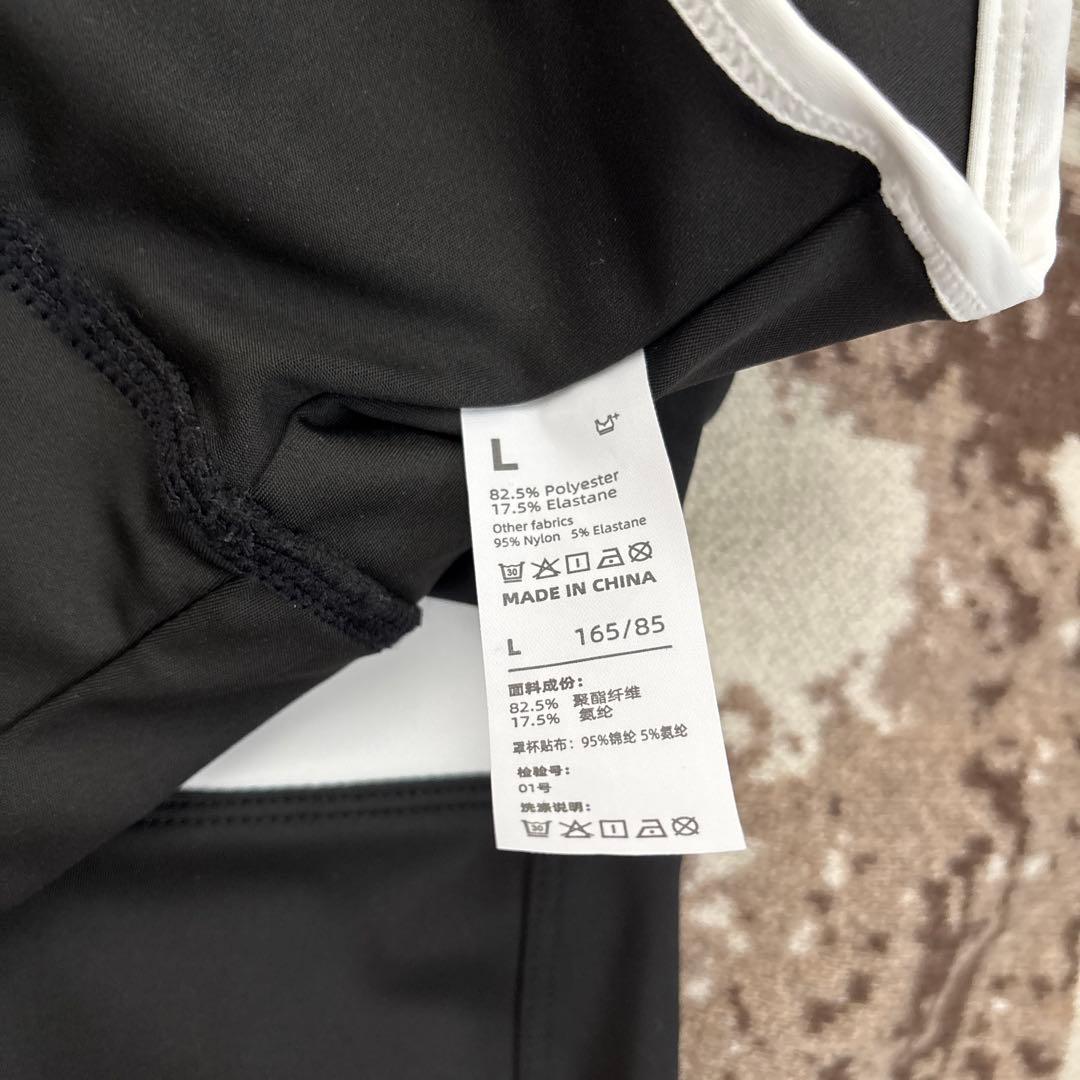 L
82.5% Polyester
17.5% Elastane
Other fabrics
95% Nylon 5% Elastane
30
MADE IN CHINA
L 165/85
面料成份：
82.5% 聚酯纤维
17.5% 氨纶
罩杯贴布：95%锦纶 5%氨纶
检验号：
01号
洗涤说明：
30